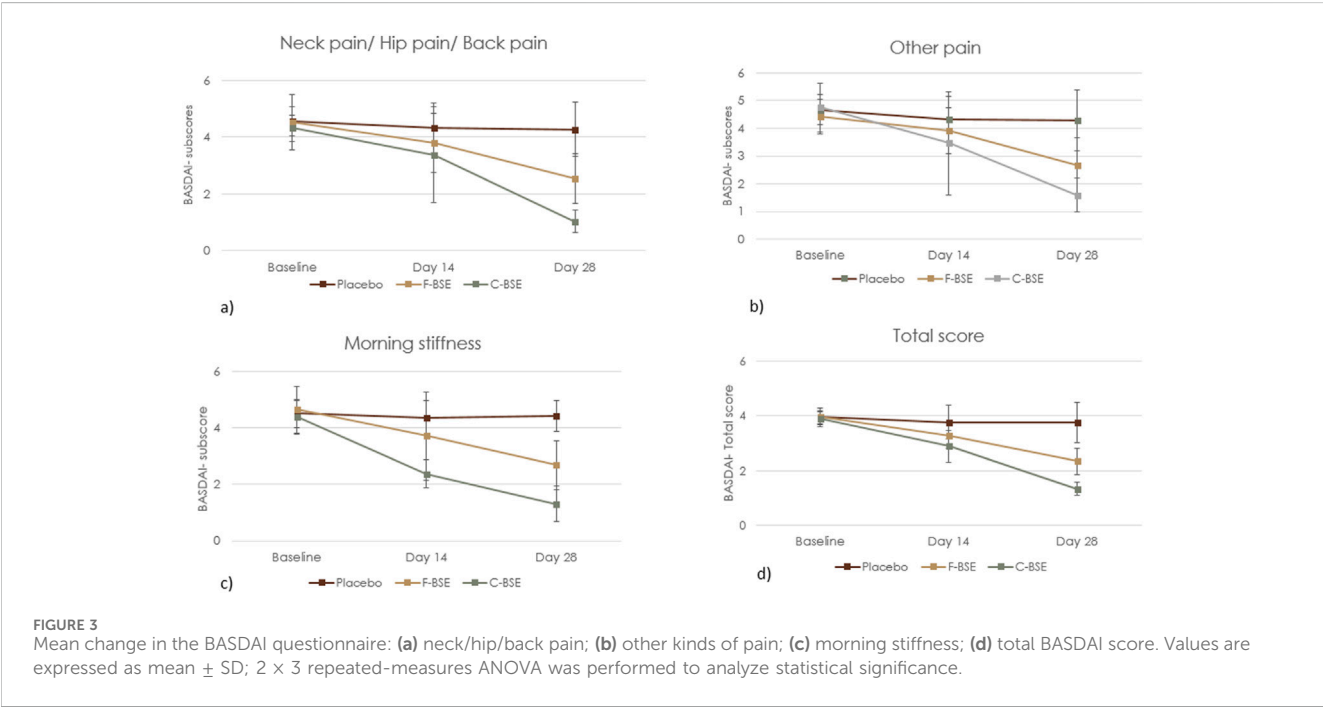 Neck pain/ Hip pain/ Back pain
BASDAI- subscores
6
4
2
0
Baseline Day 14 Day 28
Placebo F-BSE C-BSE
a)
Other pain
BASDAI- subscores
6
5
4
3
2
1
0
Baseline Day 14 Day 28
Placebo F-BSE C-BSE
b)
Morning stiffness
BASDAI- subscore
6
4
2
0
Baseline Day 14 Day 28
Placebo F-BSE C-BSE
c)
Total score
BASDAI- Total score
6
4
2
0
Baseline Day 14 Day 28
Placebo F-BSE C-BSE
d)
FIGURE 3
Mean change in the BASDAI questionnaire: (a) neck/hip/back pain; (b) other kinds of pain; (c) morning stiffness; (d) total BASDAI score. Values are
expressed as mean ± SD; 2 × 3 repeated-measures ANOVA was performed to analyze statistical significance.